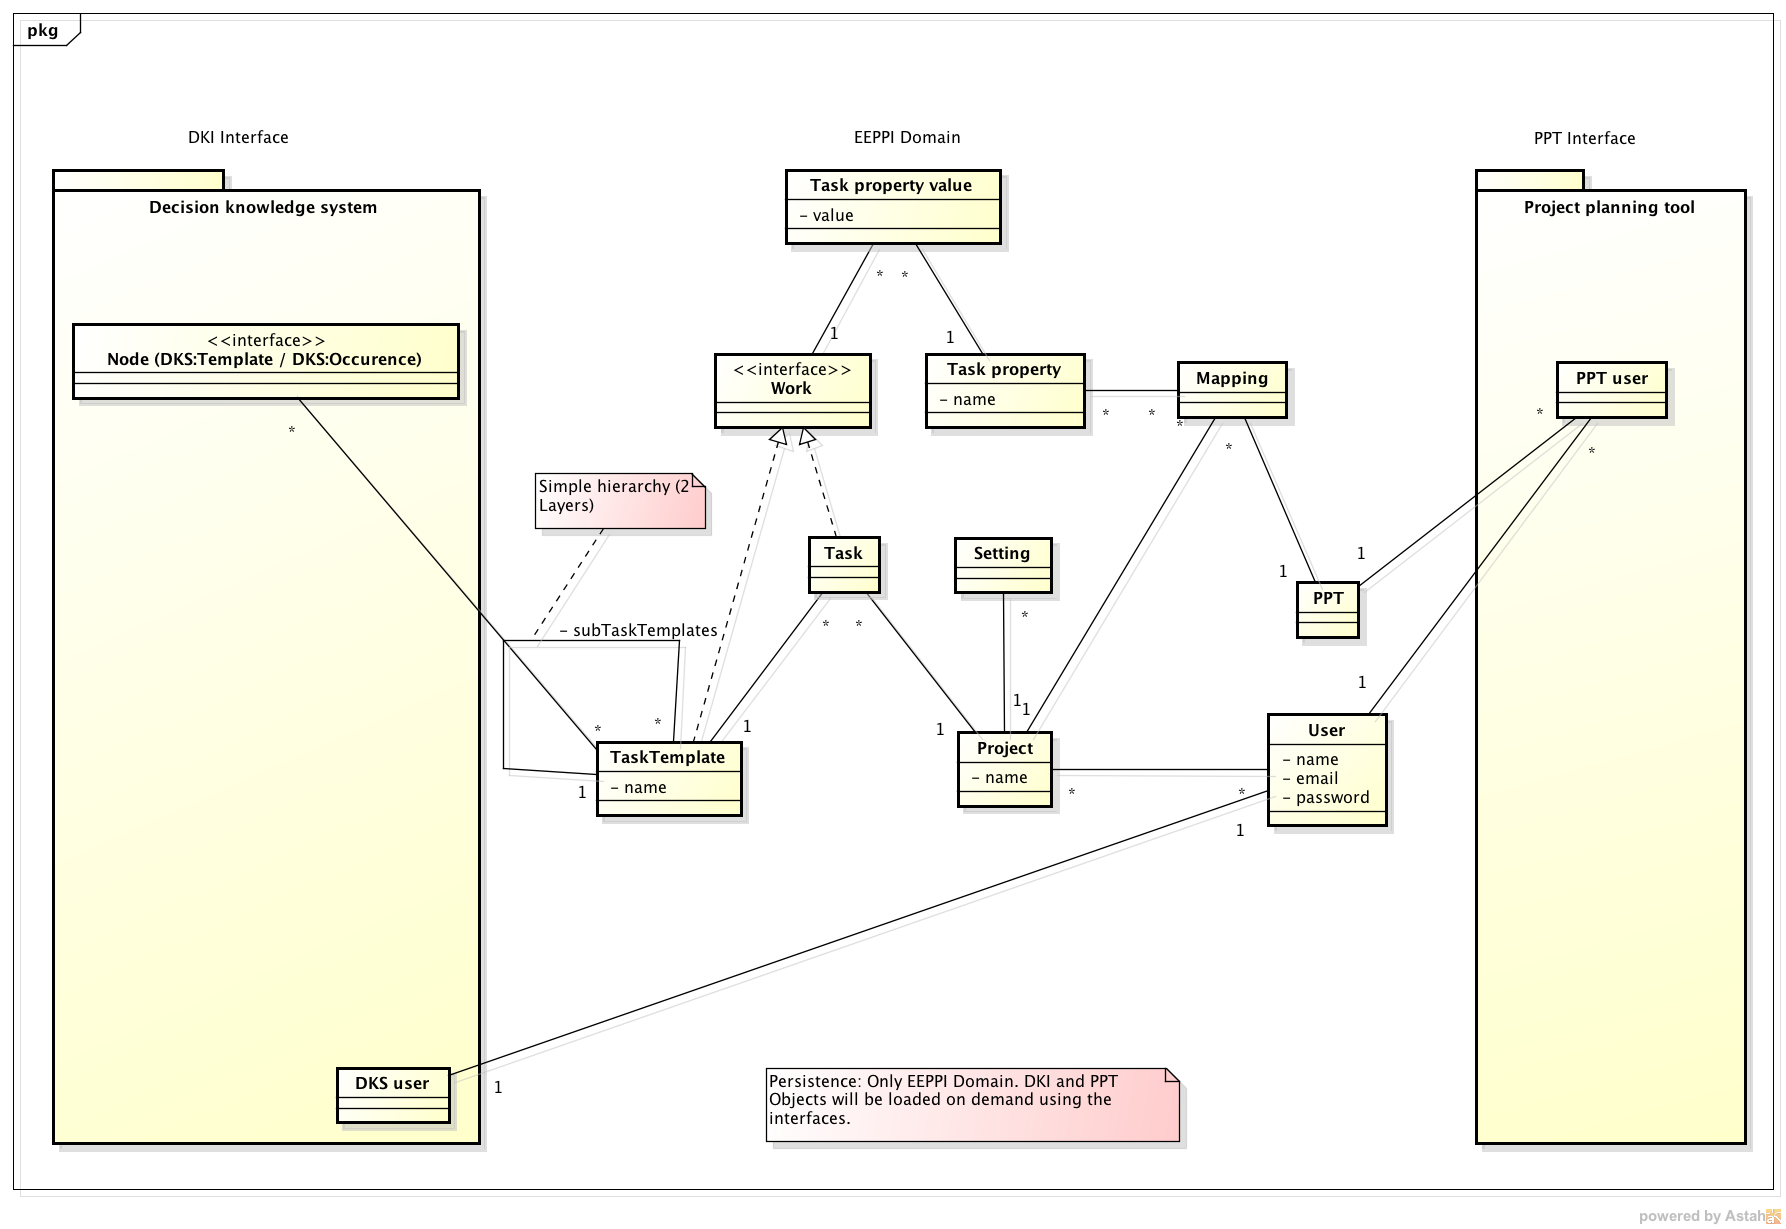 pkg
DKI Interface
EEPPI Domain
PPT Interface
Decision knowledge system
Task property value
- value
Project planning tool
* *
1 1
<<interface>>
Node (DKS:Template / DKS:Occurence)
*
<<interface>>
Work
Task property
- name
* *
Mapping
* *
PPT user
* *
Simple hierarchy (2
Layers)
Task
* *
Setting
*
1 1
PPT
- subTaskTemplates
* * 1
1 1 1
1
TaskTemplate
- name
1
Project
- name
* *
User
- name
- email
- password
1
DKS user
1
Persistence: Only EEPPI Domain. DKI and PPT
Objects will be loaded on demand using the
interfaces.
powered by Astah